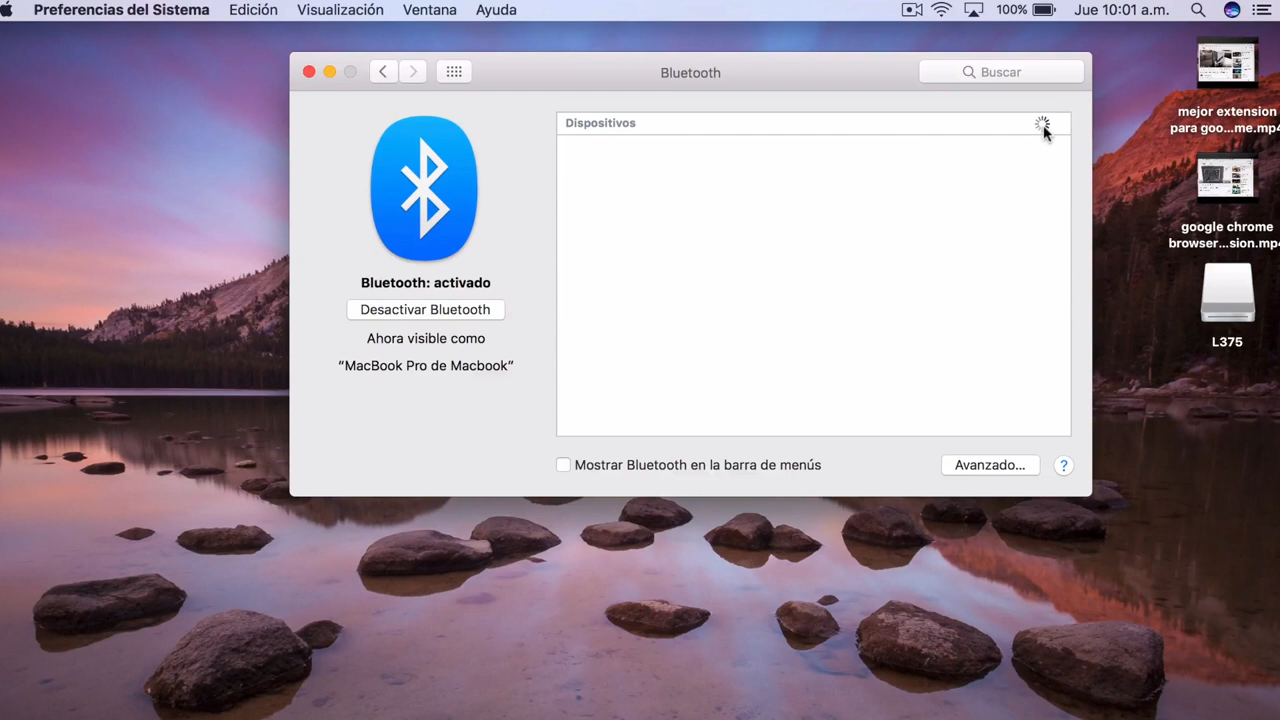 Preferencias del Sistema Edición Visualización Ventana Ayuda 100% Jue 10:01 a.m.
Bluetooth
Buscar
Dispositivos
Bluetooth: activado
Desactivar Bluetooth
Ahora visible como
“MacBook Pro de Macbook”
Mostrar Bluetooth en la barra de menús
Avanzado...
?
mejor extension
para goo...me.mp4
google chrome
browser...sion.mp4
L375